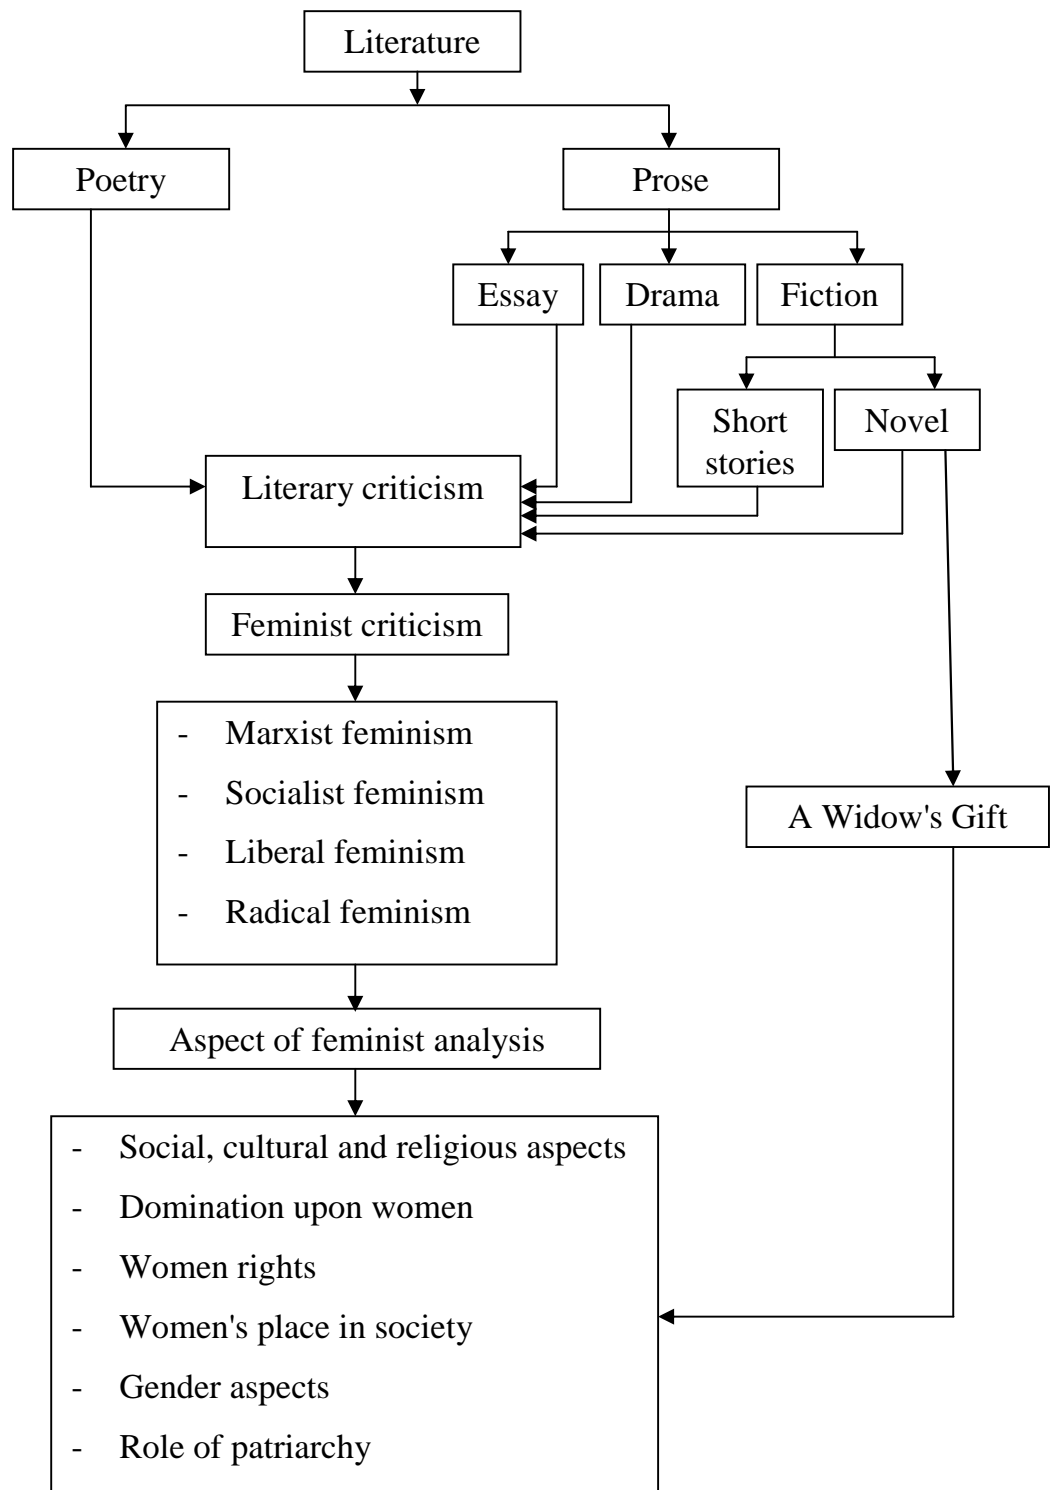 Literature
Poetry
Prose
Essay
Drama
Fiction
Short
stories
Novel
Literary criticism
Feminist criticism
- Marxist feminism
- Socialist feminism
- Liberal feminism
- Radical feminism
A Widow's Gift
Aspect of feminist analysis
- Social, cultural and religious aspects
- Domination upon women
- Women rights
- Women's place in society
- Gender aspects
- Role of patriarchy